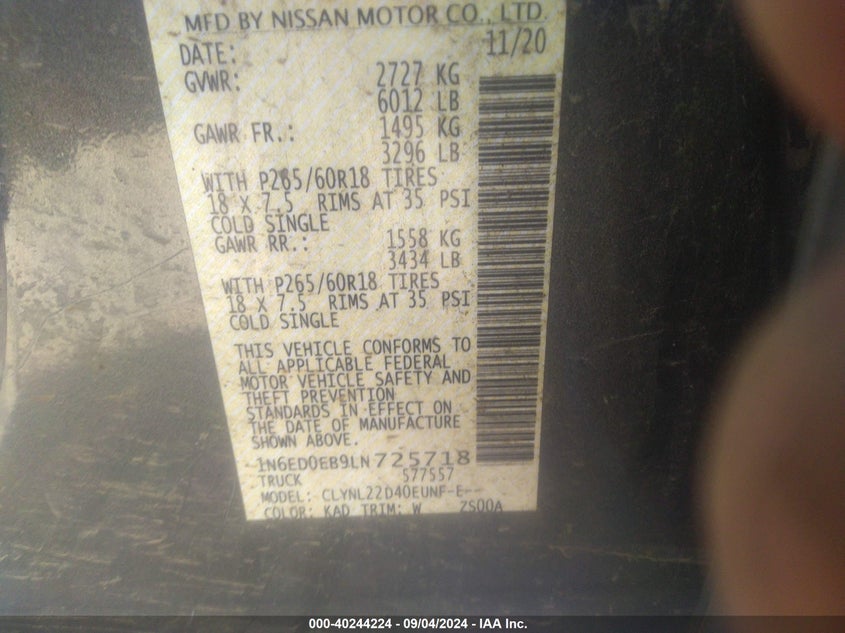 MFD BY NISSAN MOTOR CO., LTD.
DATE: 11/20
GVWR: 2727 KG
6012 LB
GAWR FR.: 1495 KG
3296 LB
WITH P265/60R18 TIRES
18 X 7.5 RIMS AT 35 PSI
COLD SINGLE
GAWR RR.: 1558 KG
3434 LB
WITH P265/60R18 TIRES
18 X 7.5 RIMS AT 35 PSI
COLD SINGLE
THIS VEHICLE CONFORMS TO
ALL APPLICABLE FEDERAL
MOTOR VEHICLE SAFETY AND
THEFT PREVENTION
STANDARDS IN EFFECT ON
THE DATE OF MANUFACTURE
SHOWN ABOVE.
1N6ED0EB9LN725718
TRUCK 577557
MODEL: CLYNL22D40EUNF-E--
COLOR: KAD TRIM: W ZS00A
000-40244224 - 09/04/2024 - IAA Inc.